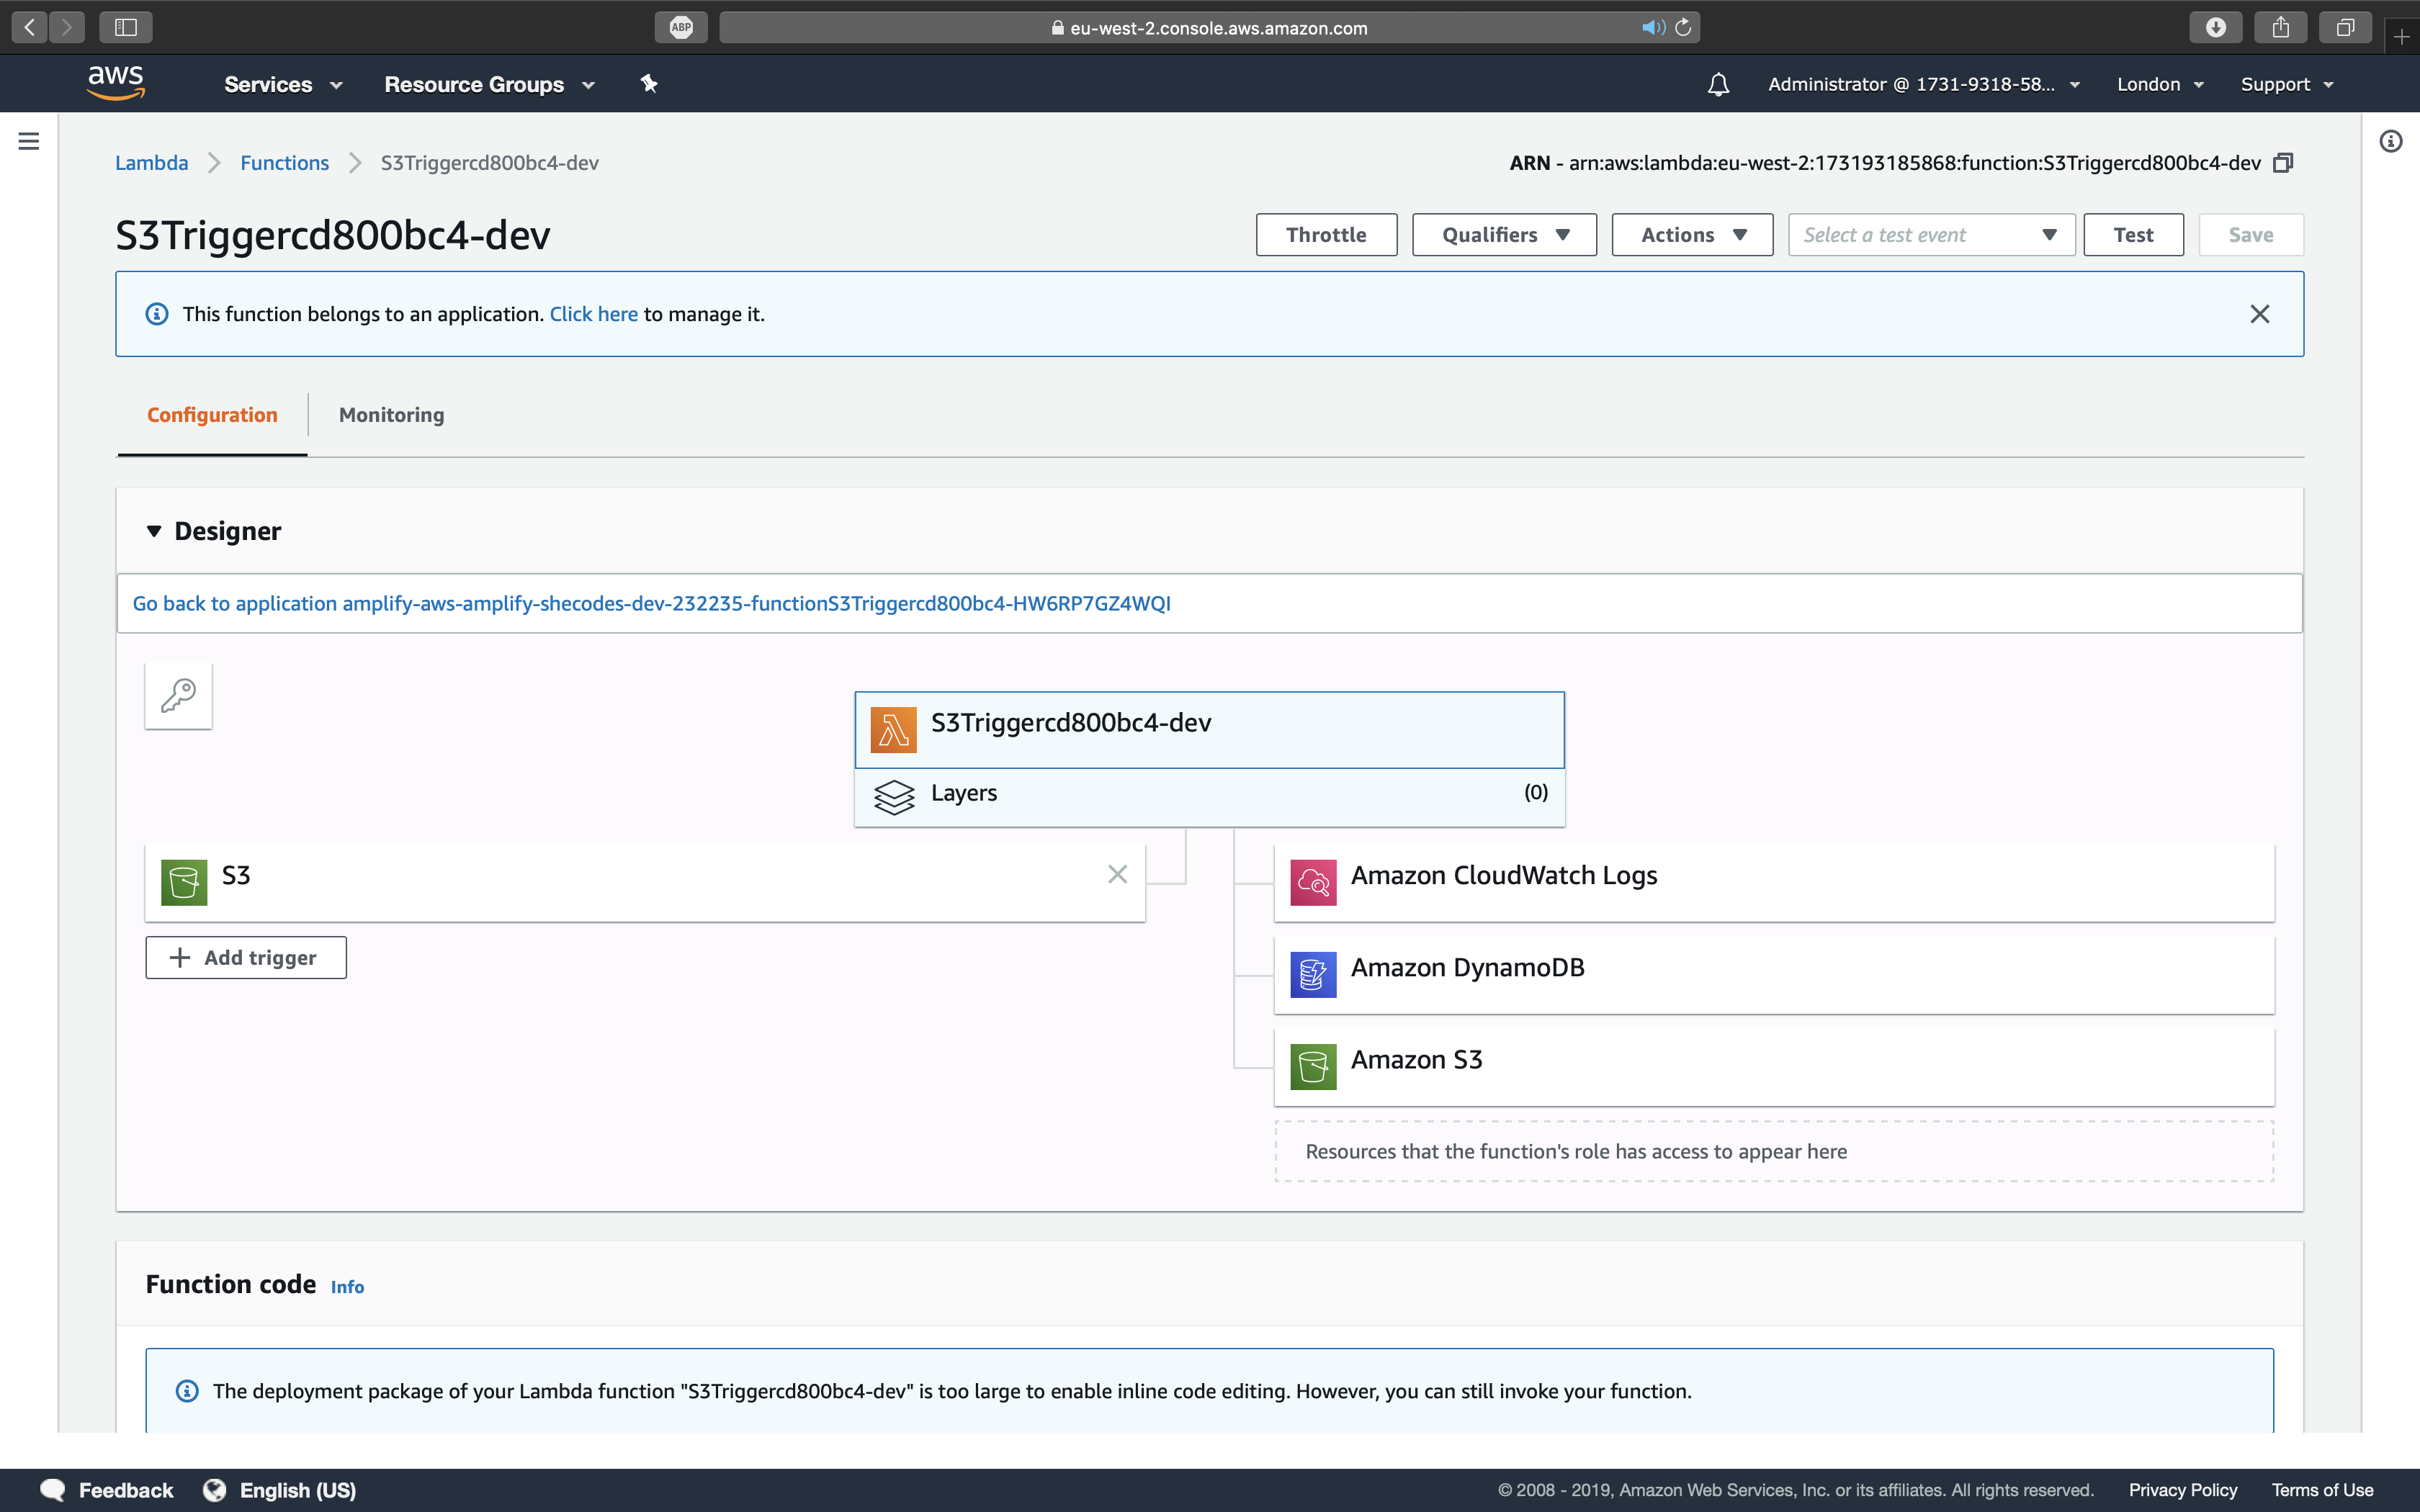 ABP
eu-west-2.console.aws.amazon.com
aws
Services
Resource Groups
Administrator @ 1731-9318-58...
London
Support
Lambda
Functions
S3Triggercd800bc4-dev
ARN - arn:aws:lambda:eu-west-2:173193185868:function:S3Triggercd800bc4-dev
S3Triggercd800bc4-dev
Throttle
Qualifiers
Actions
Select a test event
Test
Save
This function belongs to an application. Click here to manage it.
Configuration
Monitoring
Designer
Go back to application amplify-aws-amplify-shecodes-dev-232235-functionS3Triggercd800bc4-HW6RP7GZ4WQI
S3Triggercd800bc4-dev
Layers
(0)
S3
Add trigger
Amazon CloudWatch Logs
Amazon DynamoDB
Amazon S3
Resources that the function's role has access to appear here
Function code Info
The deployment package of your Lambda function "S3Triggercd800bc4-dev" is too large to enable inline code editing. However, you can still invoke your function.
Feedback
English (US)
© 2008 - 2019, Amazon Web Services, Inc. or its affiliates. All rights reserved.
Privacy Policy
Terms of Use